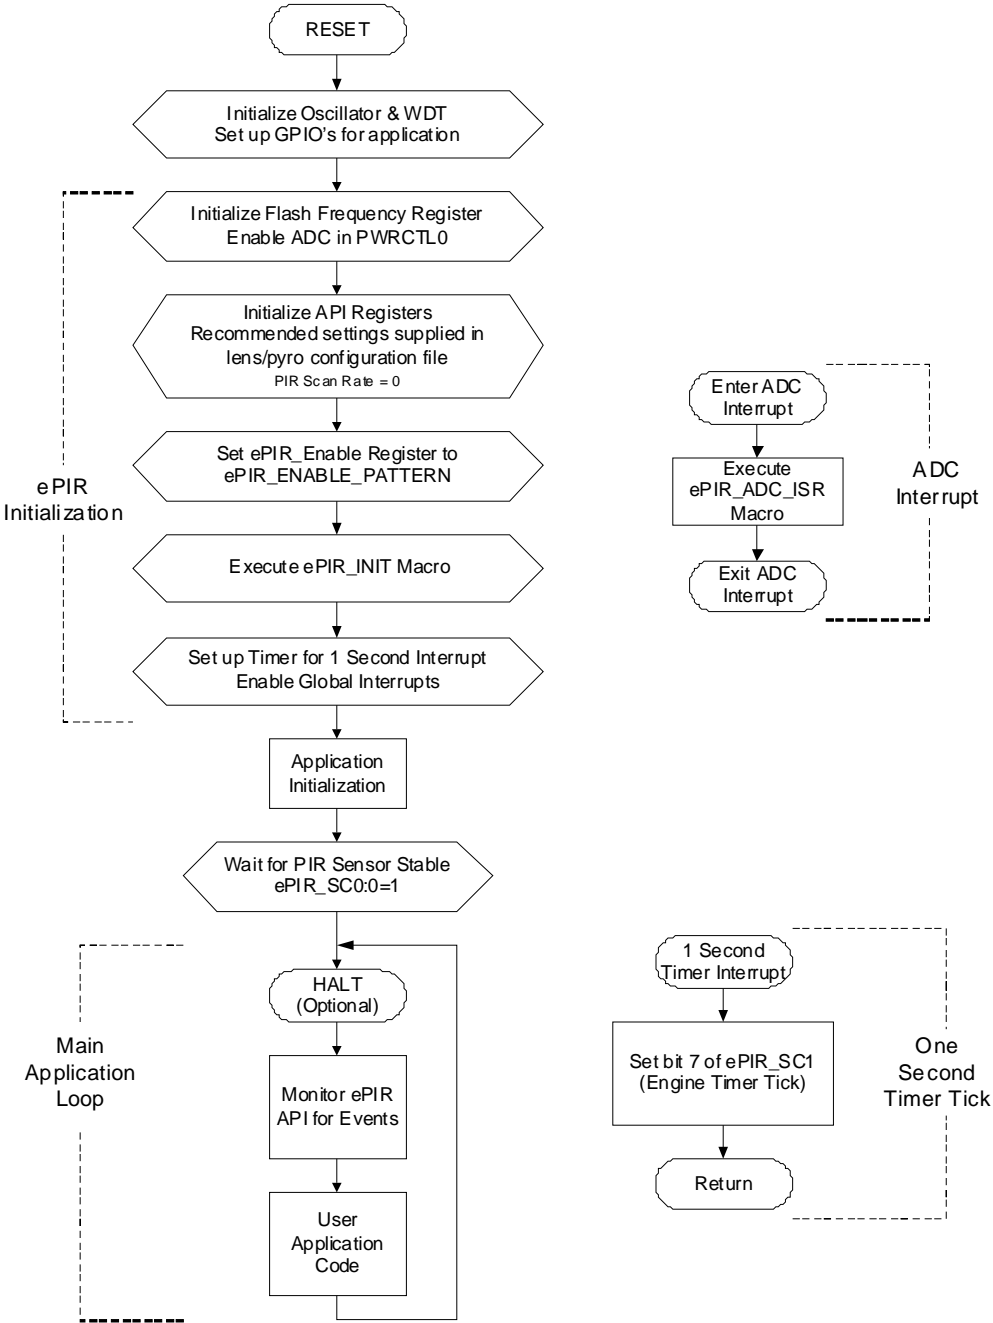 RESET
Initialize Oscillator & WDT
Set up GPIO's for application
Initialize Flash Frequency Register
Enable ADC in PWRCTL0
Initialize API Registers
Recommended settings supplied in
lens/pyro configuration file
PIR Scan Rate = 0
Set ePIR_Enable Register to
ePIR_ENABLE_PATTERN
Execute ePIR_INIT Macro
Set up Timer for 1 Second Interrupt
Enable Global Interrupts
ePIR
Initialization
Application
Initialization
Wait for PIR Sensor Stable
ePIR_SC0:0=1
HALT
(Optional)
Monitor ePIR
API for Events
User
Application
Code
Main
Application
Loop
Enter ADC
Interrupt
Execute
ePIR_ADC_ISR
Macro
Exit ADC
Interrupt
ADC
Interrupt
1 Second
Timer Interrupt
Set bit 7 of ePIR_SC1
(Engine Timer Tick)
Return
One
Second
Timer Tick